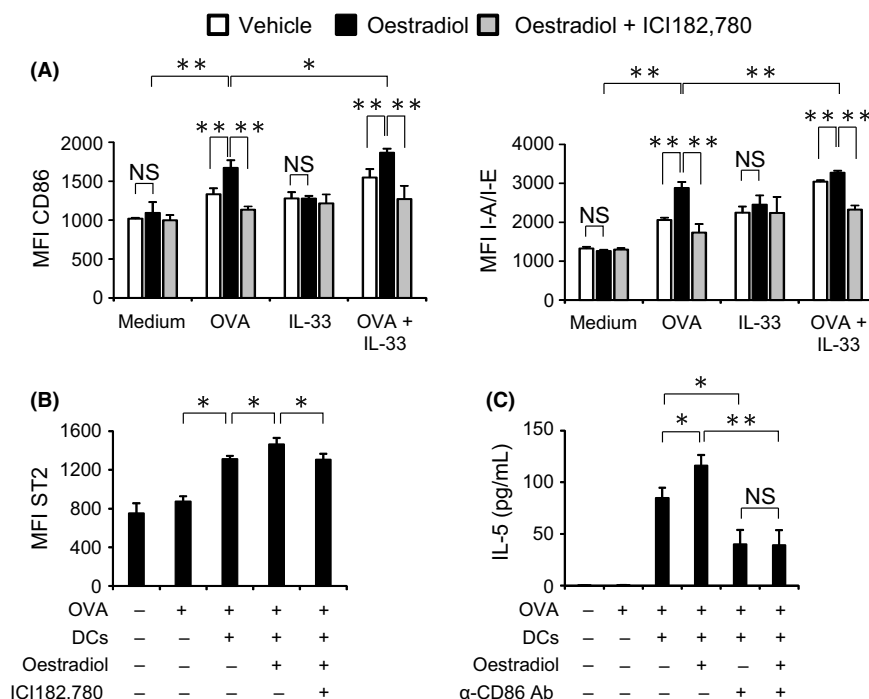 Vehicle Oestradiol Oestradiol + ICI182,780
(A)
** *
** ** ** **
NS NS
MFI CD86
2000
1500
1000
500
0
Medium OVA IL-33 OVA + IL-33
** **
** ** ** **
NS NS
MFI I-A/I-E
4000
3000
2000
1000
0
Medium OVA IL-33 OVA + IL-33
(B)
* * *
MFI ST2
1600
1200
800
400
0
OVA – + + + +
DCs – – + + +
Oestradiol – – – + +
ICI182,780 – – – – +
(C)
*
* **
NS
IL-5 (pg/mL)
150
100
50
0
OVA – + + + + +
DCs – – + + + +
Oestradiol – – – + – +
α-CD86 Ab – – – – + +